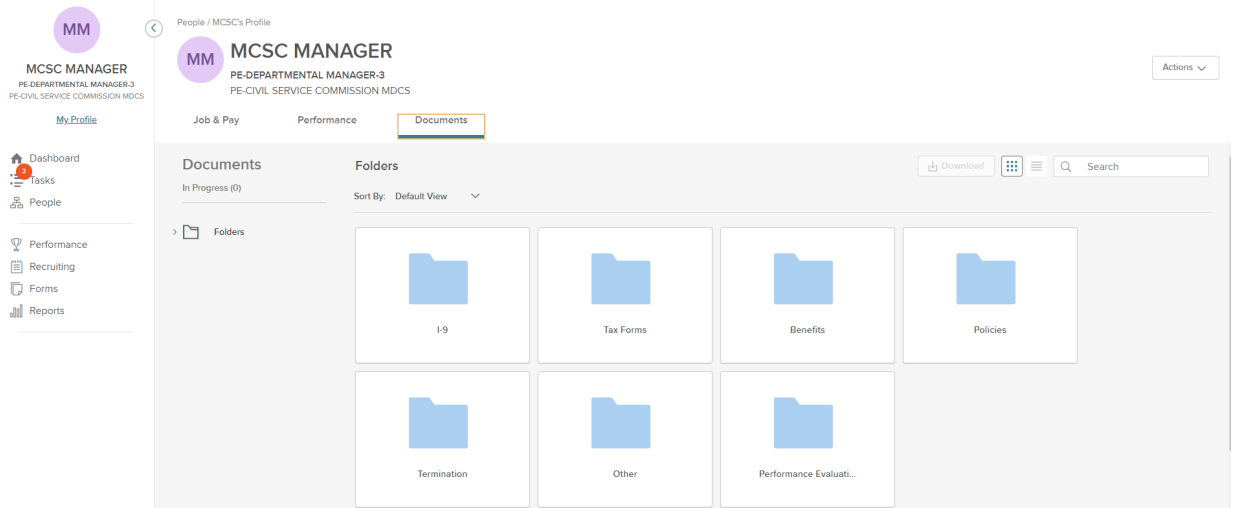 MM
MCSC MANAGER
PE-DEPARTMENTAL MANAGER-3
PE-CIVIL SERVICE COMMISSION MDCS
My Profile
Dashboard
2
Tasks
People
Performance
Recruiting
Forms
Reports
People / MCSC's Profile
MM
MCSC MANAGER
PE-DEPARTMENTAL MANAGER-3
PE-CIVIL SERVICE COMMISSION MDCS
Actions
Job & Pay Performance Documents
Documents
In Progress (0)
Folders
Folders
Download
Search
Sort By: Default View
I-9
Tax Forms
Benefits
Policies
Termination
Other
Performance Evaluati...